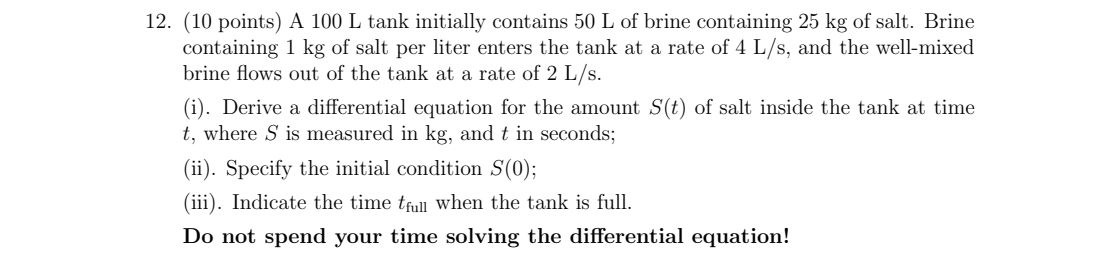 12. (10 points) A 100 L tank initially contains 50 L of brine containing 25 kg of salt. Brine
containing 1 kg of salt per liter enters the tank at a rate of 4 L/s, and the well-mixed
brine flows out of the tank at a rate of 2 L/s.
(i). Derive a differential equation for the amount S(t) of salt inside the tank at time
t, where S is measured in kg, and t in seconds;
(ii). Specify the initial condition S(0);
(iii). Indicate the time t_full when the tank is full.
Do not spend your time solving the differential equation!